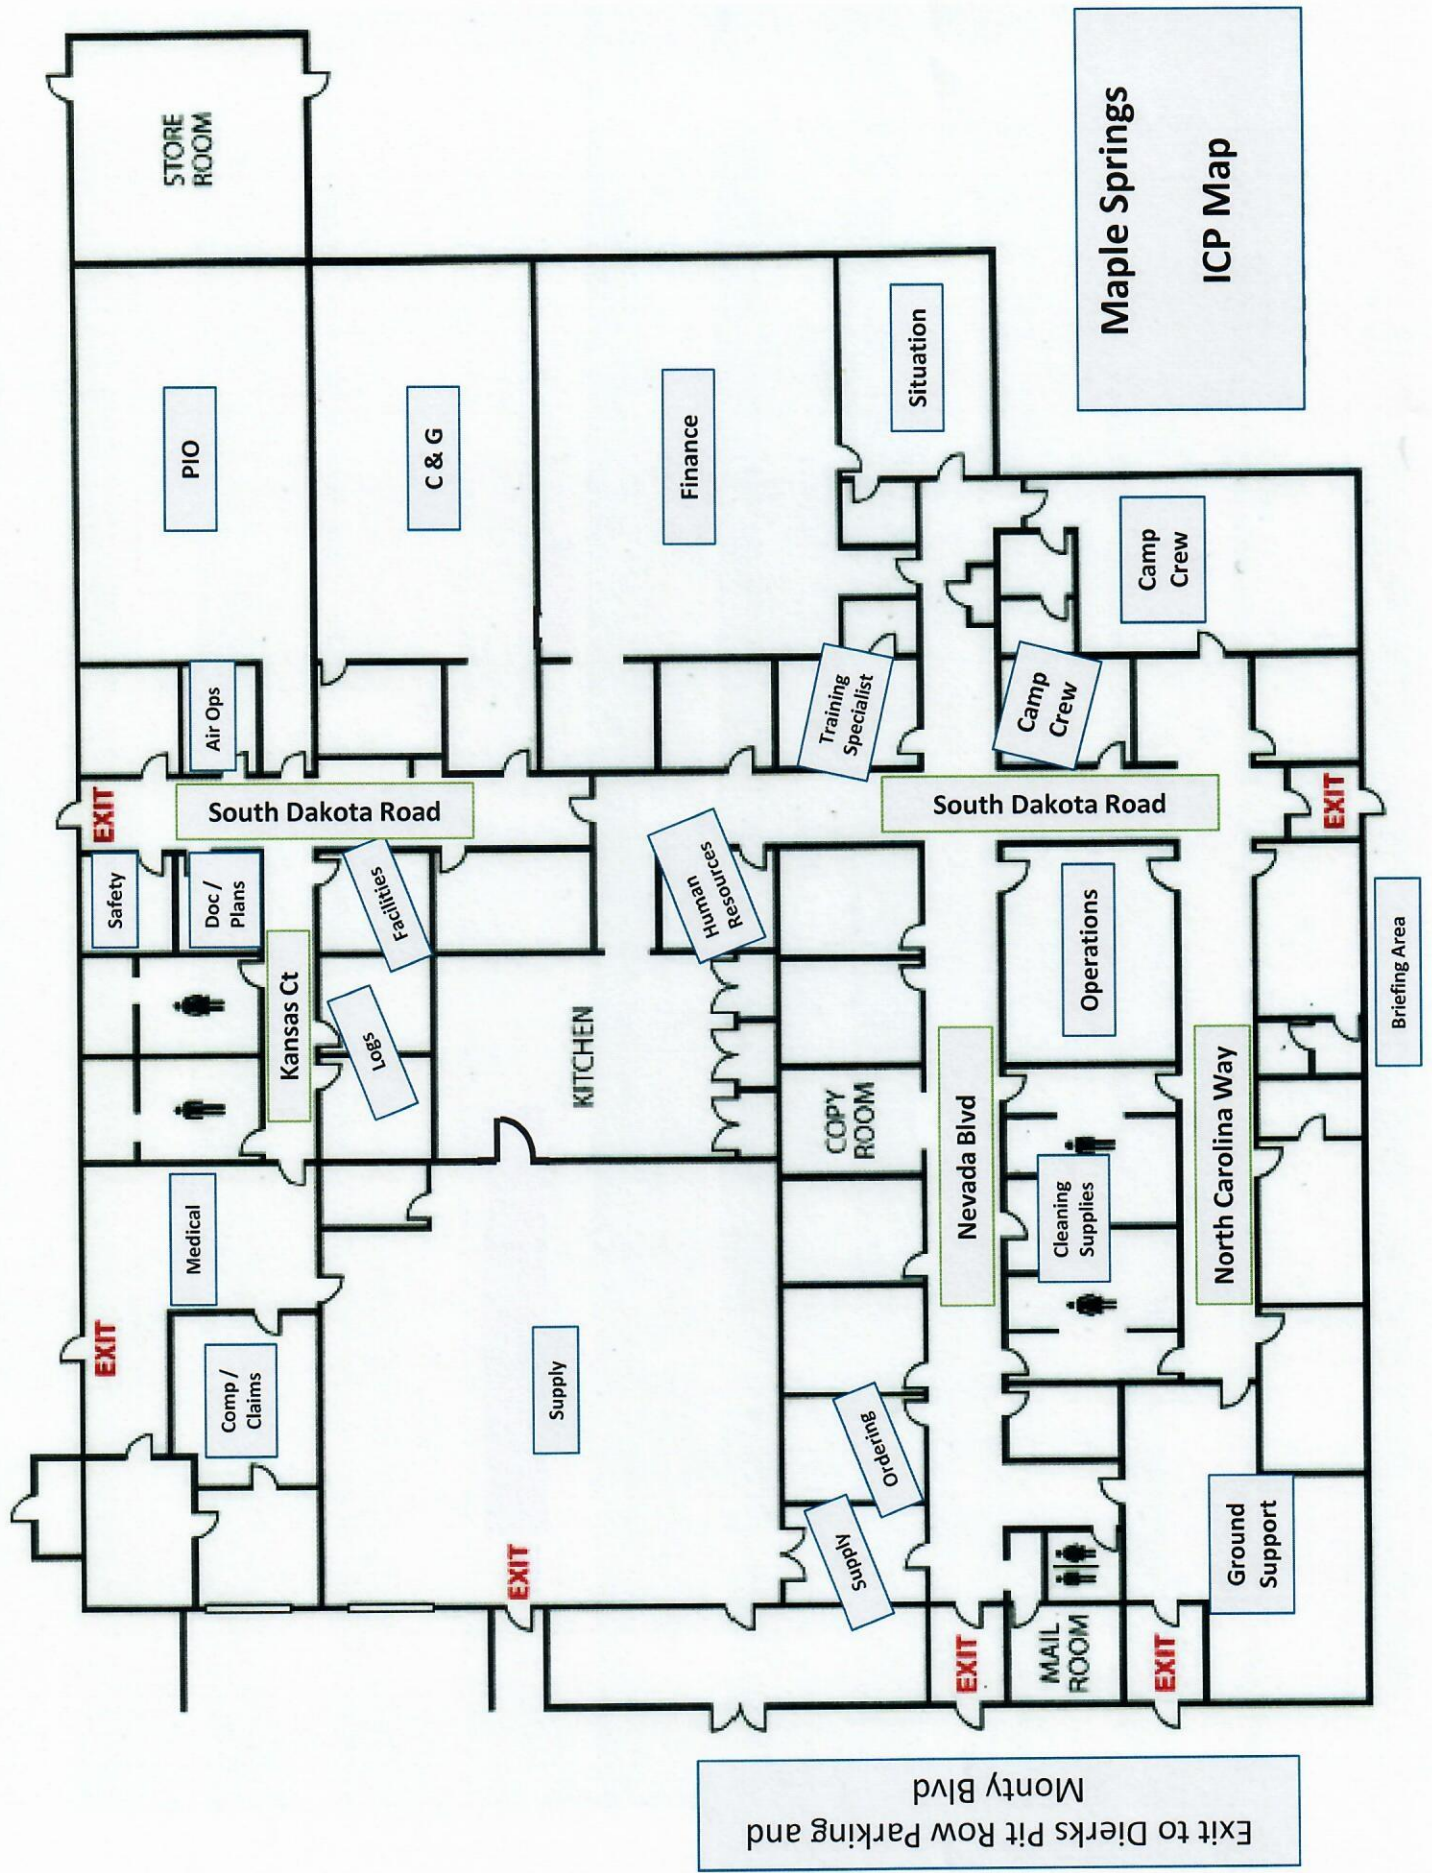 STORE
ROOM
PIO
C & G
Finance
Situation
Maple Springs
ICP Map
Air Ops
Training
Specialist
Camp
Crew
Camp
Crew
EXIT
South Dakota Road
South Dakota Road
EXIT
Safety
Doc /
Plans
Facilities
Human
Resources
Operations
Briefing Area
Kansas Ct
Logs
KITCHEN
COPY
ROOM
Nevada Blvd
North Carolina Way
Cleaning
Supplies
Medical
EXIT
Comp /
Claims
Supply
Ordering
Supply
EXIT
Ground
Support
EXIT
MAIL
ROOM
EXIT
Exit to Dierks Pit Row Parking and
Monty Blvd